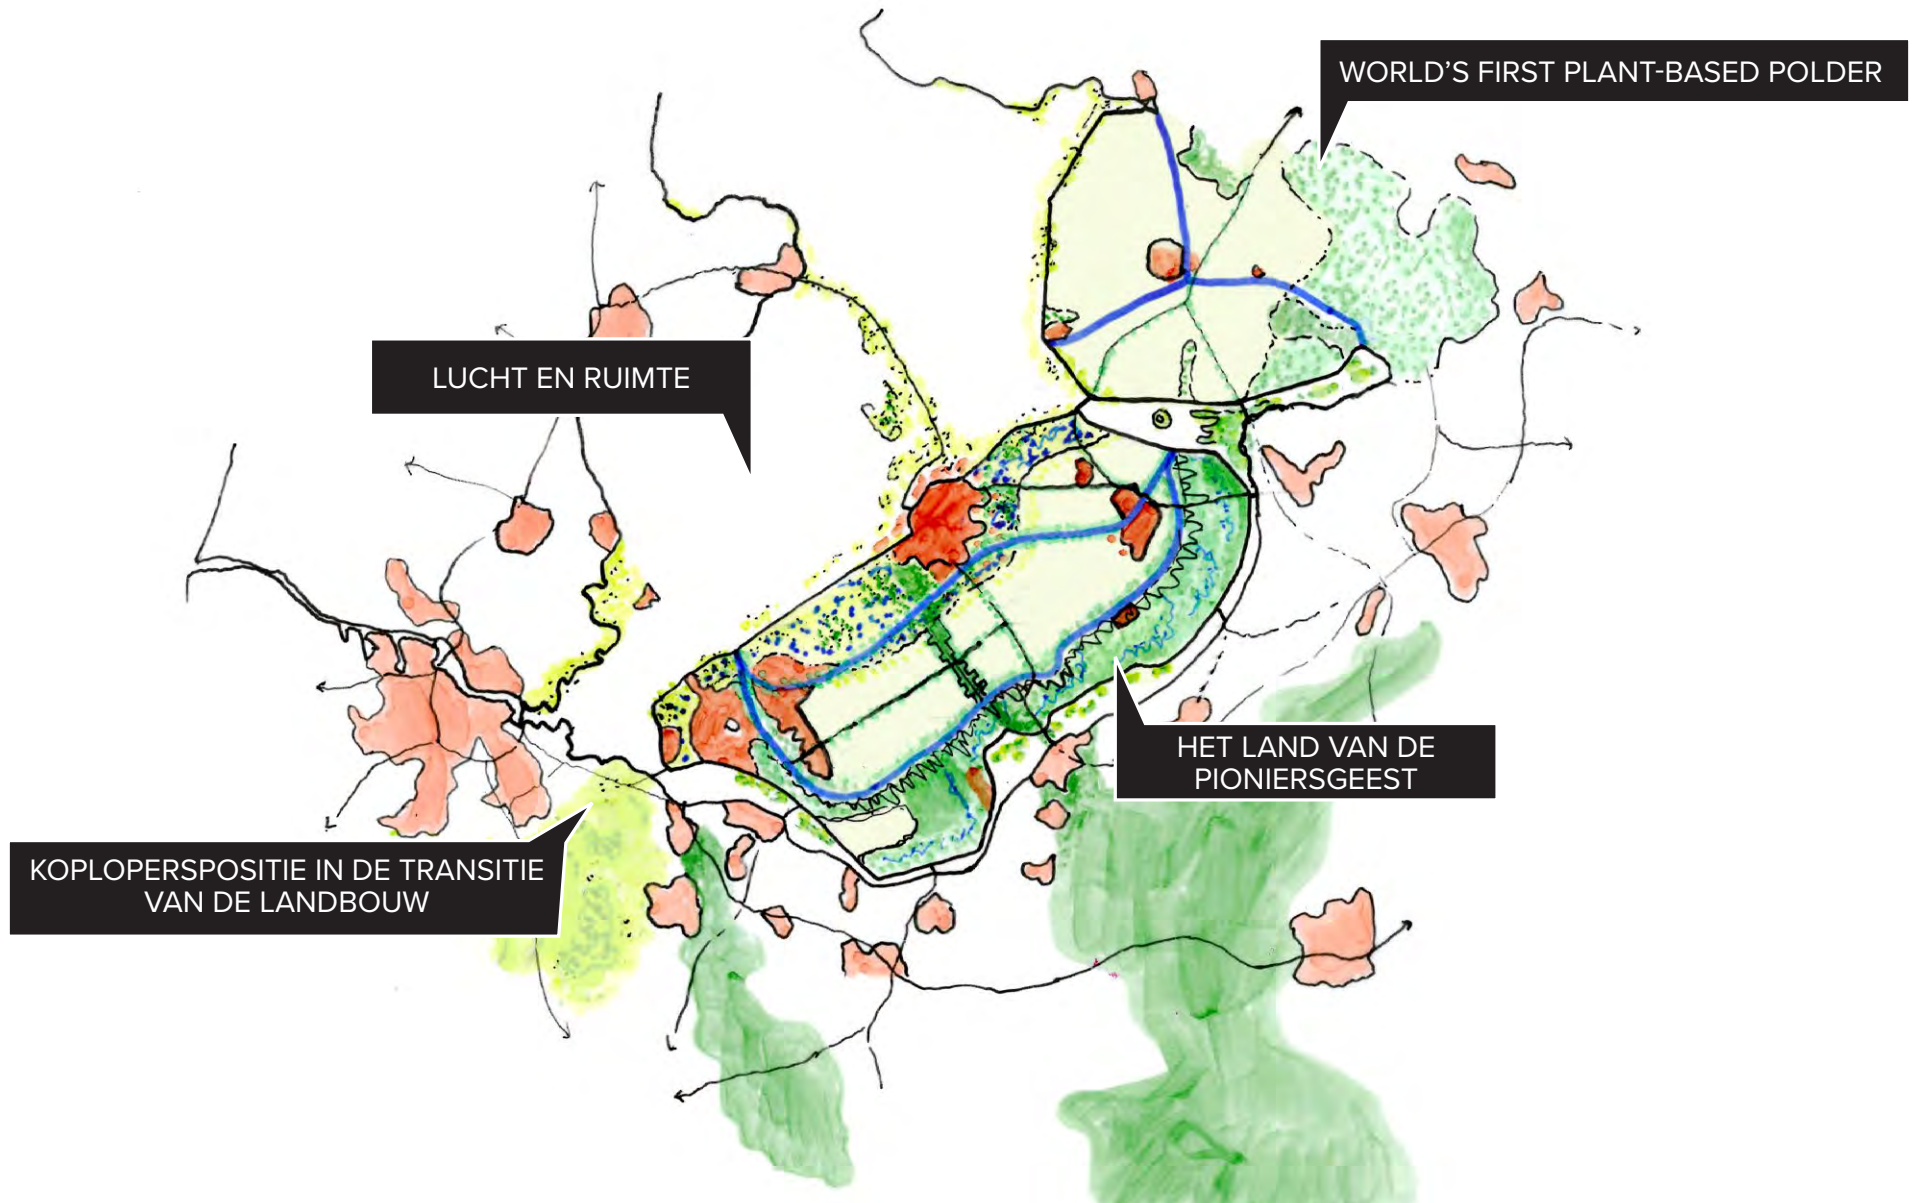 WORLD'S FIRST PLANT-BASED POLDER
LUCHT EN RUIMTE
HET LAND VAN DE
PIONIERSGEEST
KOPLOPERSPOSITIE IN DE TRANSITIE
VAN DE LANDBOUW